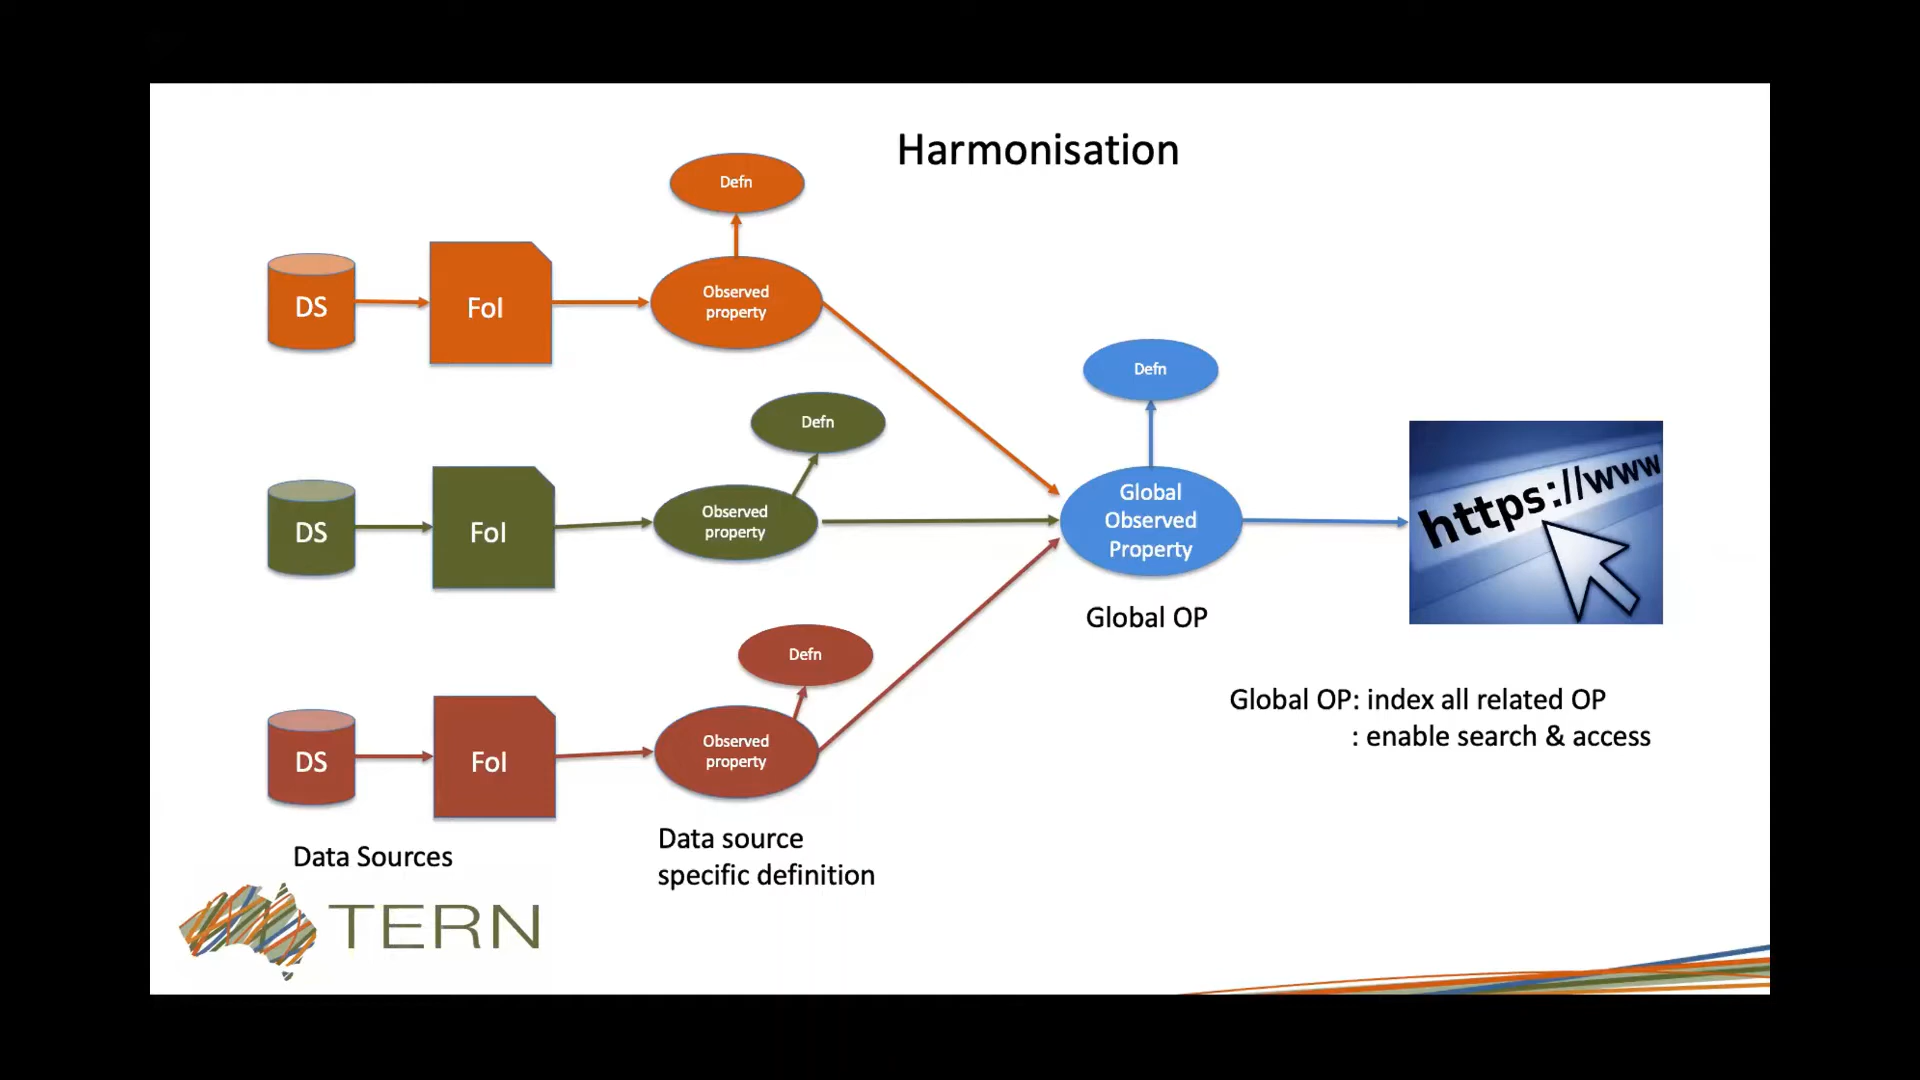 Harmonisation
Defn
DS
FoI
Observed
property
Defn
DS
FoI
Observed
property
Defn
DS
FoI
Observed
property
Defn
Global
Observed
Property
Global OP
https://www
Global OP: index all related OP
: enable search & access
Data Sources
Data source
specific definition
TERN